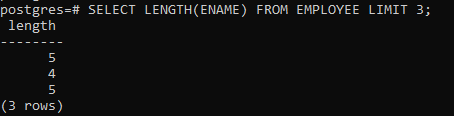 postgres=# SELECT LENGTH(ENAME) FROM EMPLOYEE LIMIT 3;
length
--------
5
4
5
(3 rows)